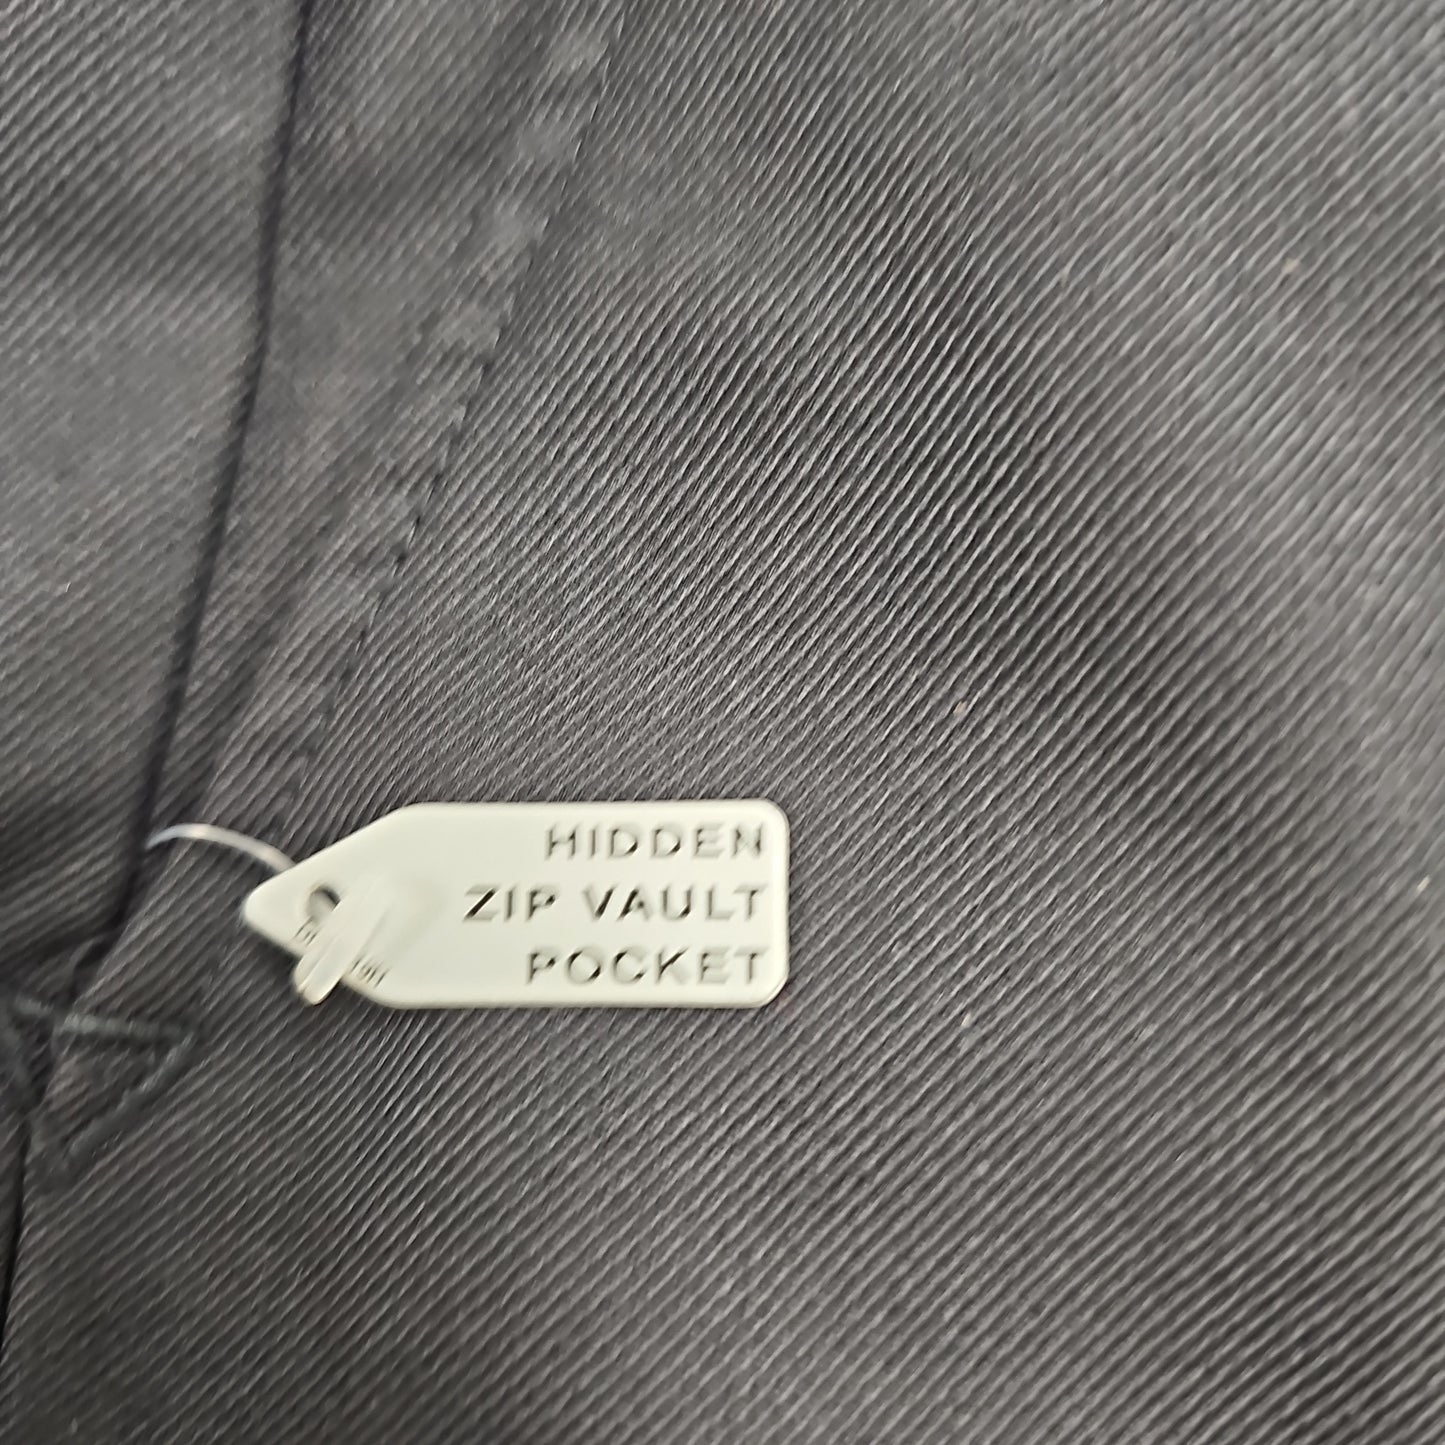 HIDDEN
ZIP VAULT
POCKET